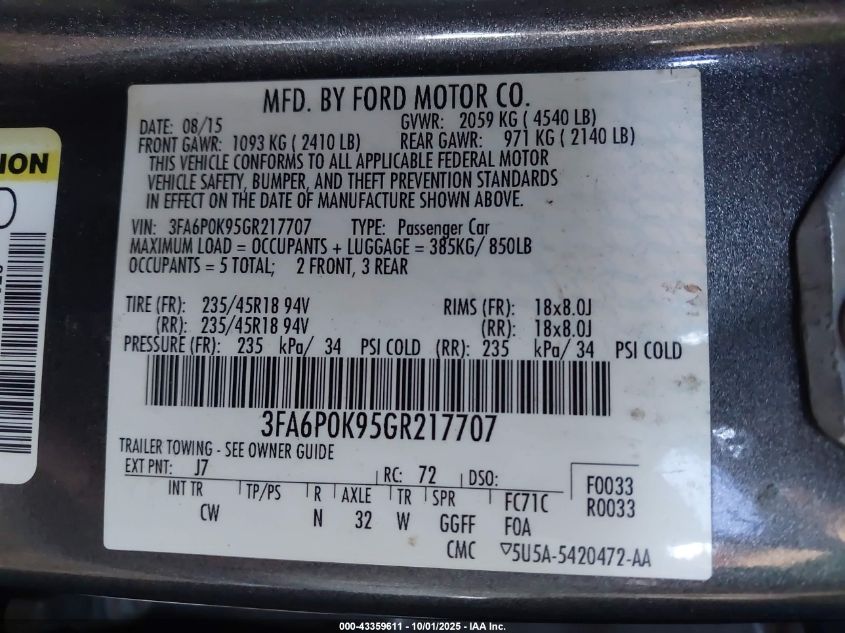 MFD. BY FORD MOTOR CO.
DATE: 08/15 GVWR: 2059 KG ( 4540 LB)
FRONT GAWR: 1093 KG ( 2410 LB) REAR GAWR: 971 KG ( 2140 LB)
THIS VEHICLE CONFORMS TO ALL APPLICABLE FEDERAL MOTOR
VEHICLE SAFETY, BUMPER, AND THEFT PREVENTION STANDARDS
IN EFFECT ON THE DATE OF MANUFACTURE SHOWN ABOVE.
VIN: 3FA6P0K95GR217707 TYPE: Passenger Car
MAXIMUM LOAD = OCCUPANTS + LUGGAGE = 385KG/ 850LB
OCCUPANTS = 5 TOTAL; 2 FRONT, 3 REAR
TIRE (FR): 235/45R18 94V RIMS (FR): 18x8.0J
(RR): 235/45R18 94V (RR): 18x8.0J
PRESSURE (FR): 235 kPa/ 34 PSI COLD (RR): 235 kPa/ 34 PSI COLD
3FA6P0K95GR217707
TRAILER TOWING - SEE OWNER GUIDE
EXT PNT: J7 RC: 72 DSO:
INT TR TP/PS R AXLE TR SPR FC71C
CW N 32 W GGFF F0A
CMC ▽5U5A-5420472-AA
F0033
R0033
ION
000-43359611 - 10/01/2025 - IAA Inc.